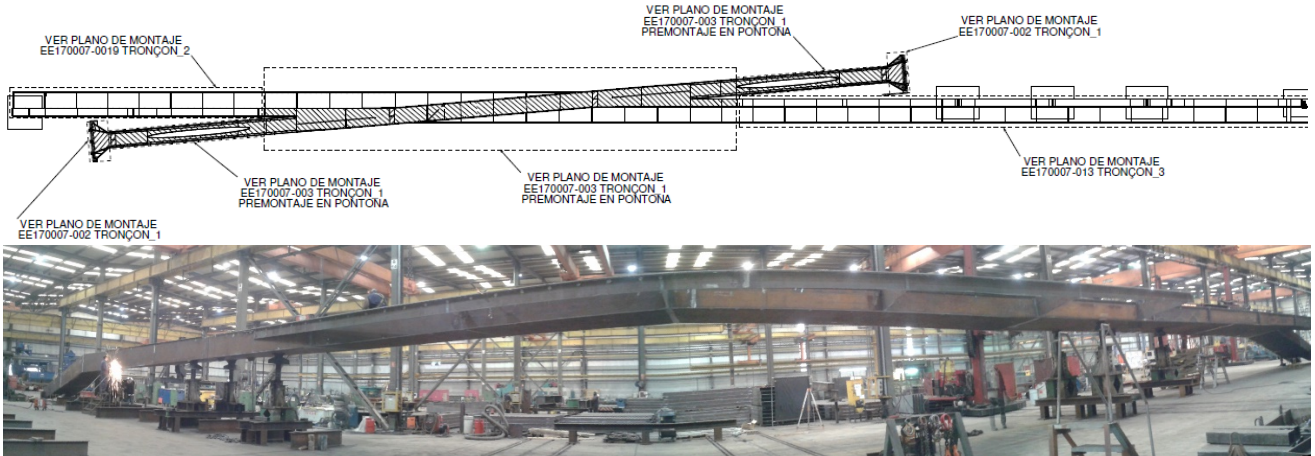 VER PLANO DE MONTAJE
EE170007-003 TRONÇON_1
PREMONTAJE EN PONTONA
VER PLANO DE MONTAJE
EE170007-002 TRONÇON_1
VER PLANO DE MONTAJE
EE170007-0019 TRONÇON_2
VER PLANO DE MONTAJE
EE170007-013 TRONÇON_3
VER PLANO DE MONTAJE
EE170007-003 TRONÇON_1
PREMONTAJE EN PONTONA
VER PLANO DE MONTAJE
EE170007-003 TRONÇON_1
PREMONTAJE EN PONTONA
VER PLANO DE MONTAJE
EE170007-002 TRONÇON_1